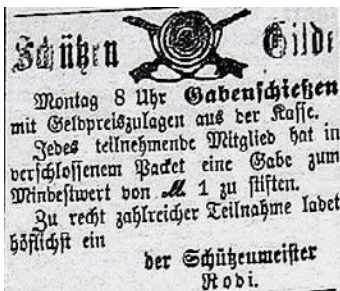 Schützen Gilde
Montag 8 Uhr Gabenschießen
mit Geldpreiszulagen aus der Kasse.
Jedes teilnehmende Mitglied hat in
verschlossenem Packet eine Gabe zum
Mindestwert von M. 1 zu stiften.
Zu recht zahlreicher Teilnahme ladet
höflichst ein
der Schützenmeister
Rodi.